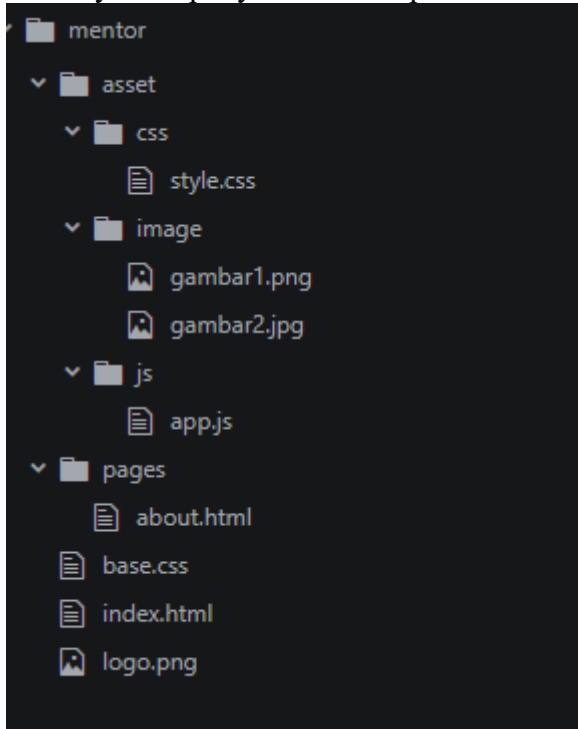 mentor
asset
css
style.css
image
gambar1.png
gambar2.jpg
js
app.js
pages
about.html
base.css
index.html
logo.png